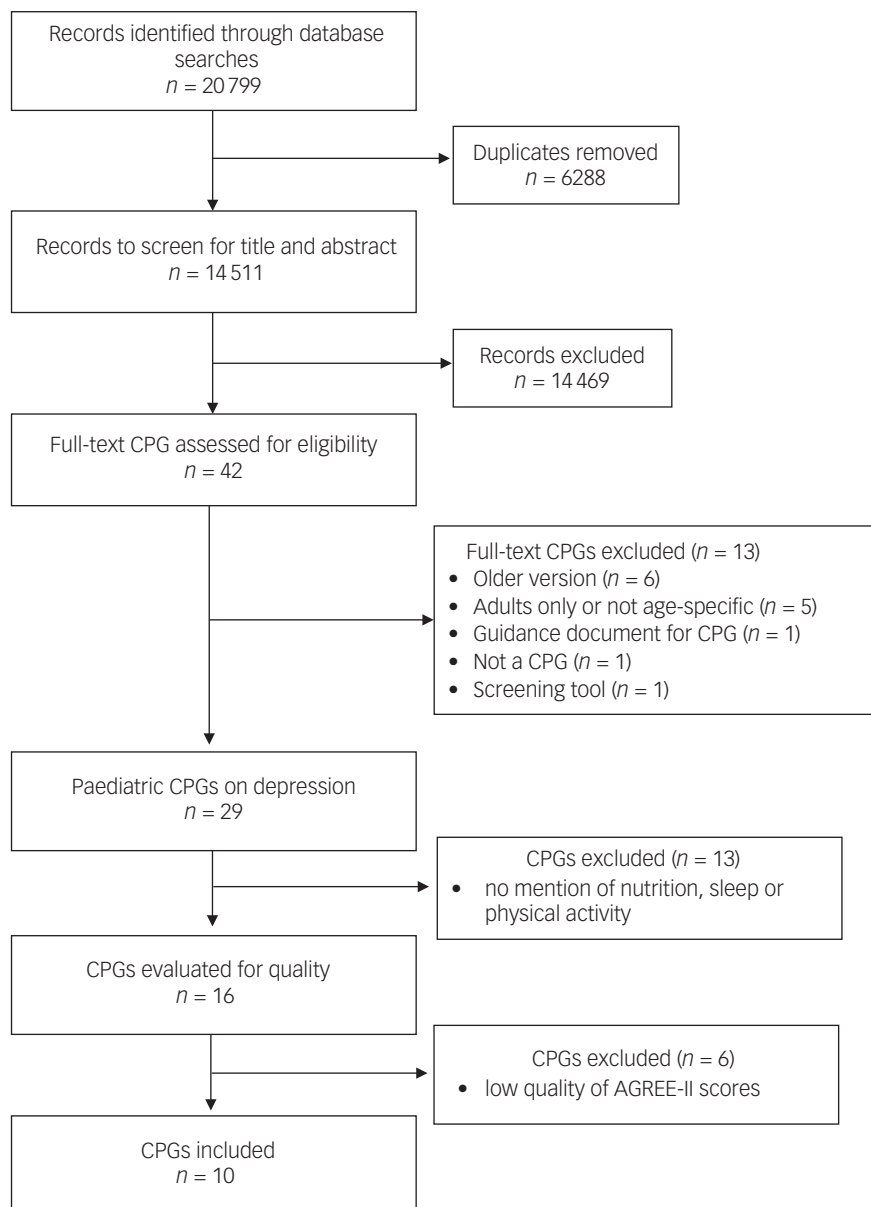 Records identified through database
searches
n = 20 799
Duplicates removed
n = 6288
Records to screen for title and abstract
n = 14 511
Records excluded
n = 14 469
Full-text CPG assessed for eligibility
n = 42
Full-text CPGs excluded (n = 13)
• Older version (n = 6)
• Adults only or not age-specific (n = 5)
• Guidance document for CPG (n = 1)
• Not a CPG (n = 1)
• Screening tool (n = 1)
Paediatric CPGs on depression
n = 29
CPGs excluded (n = 13)
• no mention of nutrition, sleep or
physical activity
CPGs evaluated for quality
n = 16
CPGs excluded (n = 6)
• low quality of AGREE-II scores
CPGs included
n = 10